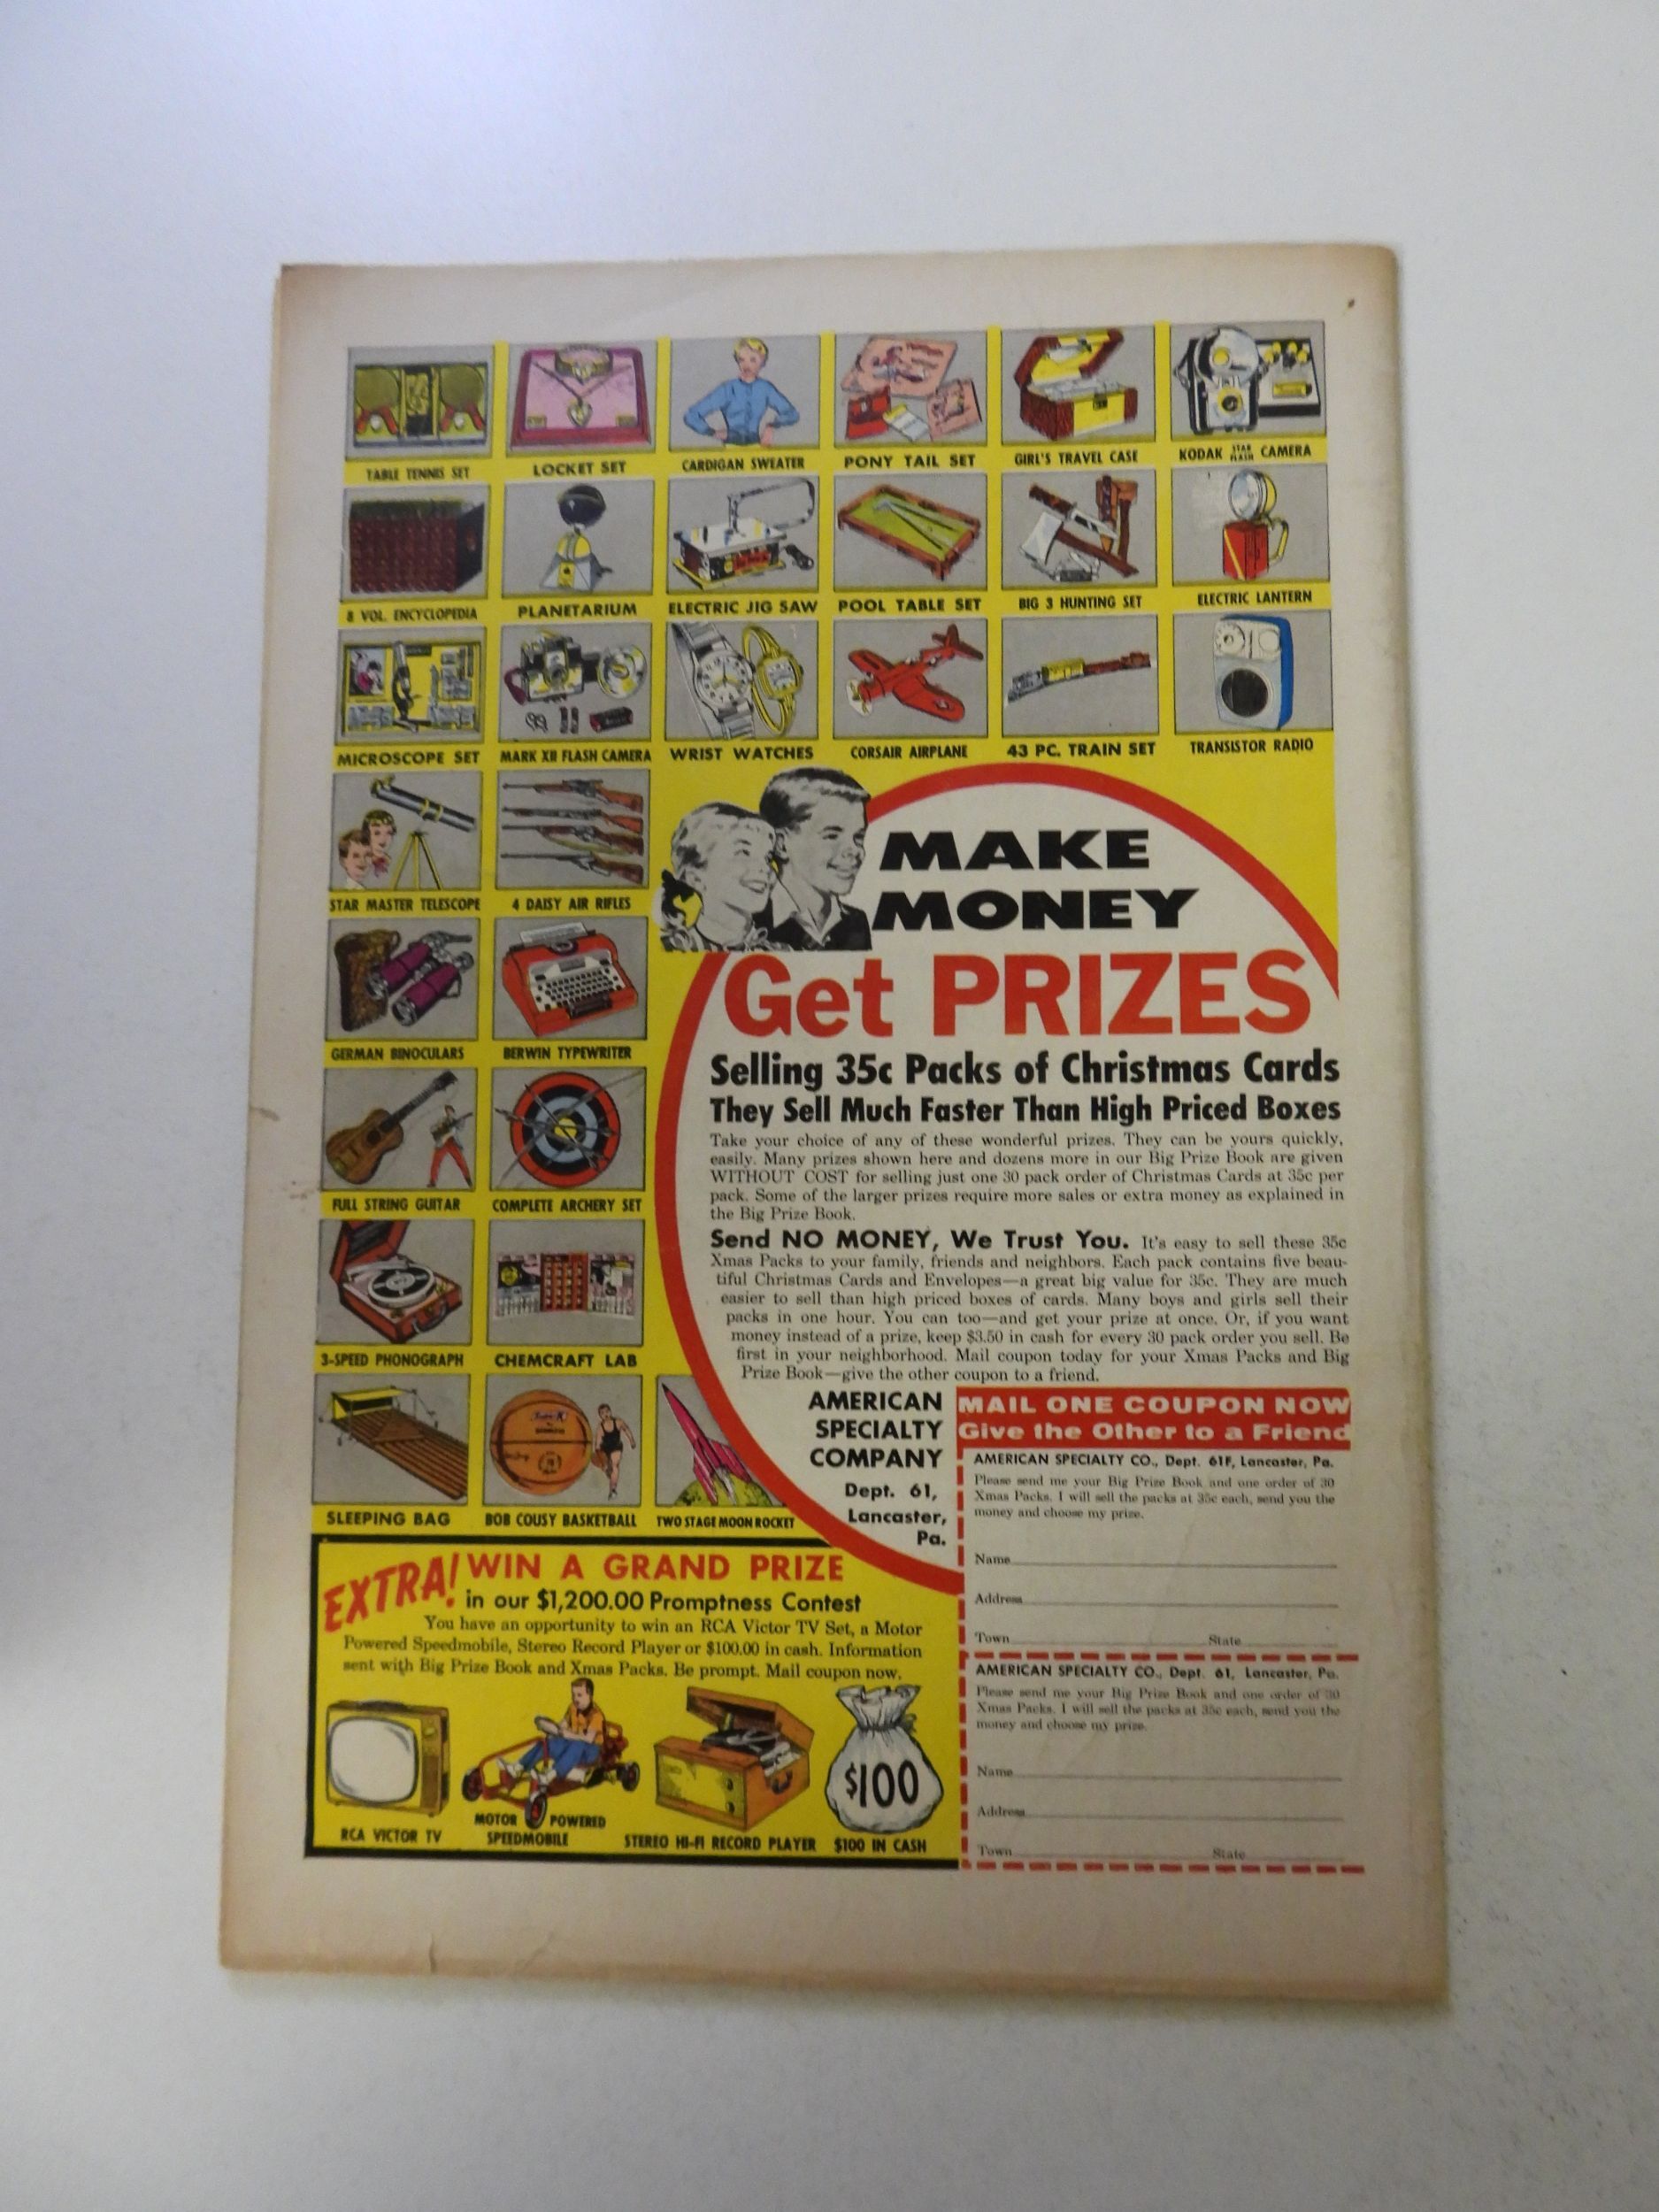 TABLE TENNIS SET
LOCKET SET
CARDIGAN SWEATER
PONY TAIL SET
GIRL'S TRAVEL CASE
KODAK STAR FLASH CAMERA
8 VOL. ENCYCLOPEDIA
PLANETARIUM
ELECTRIC JIG SAW
POOL TABLE SET
BIG 3 HUNTING SET
ELECTRIC LANTERN
MICROSCOPE SET
MARK XII FLASH CAMERA
WRIST WATCHES
CORSAIR AIRPLANE
43 PC. TRAIN SET
TRANSISTOR RADIO
STAR MASTER TELESCOPE
4 DAISY AIR RIFLES
GERMAN BINOCULARS
BERWIN TYPEWRITER
FULL STRING GUITAR
COMPLETE ARCHERY SET
3-SPEED PHONOGRAPH
CHEMCRAFT LAB
SLEEPING BAG
BOB COUSY BASKETBALL
TWO STAGE MOON ROCKET
MAKE
MONEY
Get PRIZES
Selling 35c Packs of Christmas Cards
They Sell Much Faster Than High Priced Boxes
Take your choice of any of these wonderful prizes. They can be yours quickly,
easily. Many prizes shown here and dozens more in our Big Prize Book are given
WITHOUT COST for selling just one 30 pack order of Christmas Cards at 35c per
pack. Some of the larger prizes require more sales or extra money as explained in
the Big Prize Book.
Send NO MONEY, We Trust You. It's easy to sell these 35c
Xmas Packs to your family, friends and neighbors. Each pack contains five beau-
tiful Christmas Cards and Envelopes—a great big value for 35c. They are much
easier to sell than high priced boxes of cards. Many boys and girls sell their
packs in one hour. You can too—and get your prize at once. Or, if you want
money instead of a prize, keep $3.50 in cash for every 30 pack order you sell. Be
first in your neighborhood. Mail coupon today for your Xmas Packs and Big
Prize Book—give the other coupon to a friend.
AMERICAN
SPECIALTY
COMPANY
Dept. 61,
Lancaster,
Pa.
MAIL ONE COUPON NOW
Give the Other to a Friend
AMERICAN SPECIALTY CO., Dept. 61F, Lancaster, Pa.
Please send me your Big Prize Book and one order of 30
Xmas Packs. I will sell the packs at 35c each, send you the
money and choose my prize.
Name
Address
Town State
AMERICAN SPECIALTY CO., Dept. 61, Lancaster, Pa.
Please send me your Big Prize Book and one order of 30
Xmas Packs. I will sell the packs at 35c each, send you the
money and choose my prize.
Name
Address
Town State
EXTRA! WIN A GRAND PRIZE
in our $1,200.00 Promptness Contest
You have an opportunity to win an RCA Victor TV Set, a Motor
Powered Speedmobile, Stereo Record Player or $100.00 in cash. Information
sent with Big Prize Book and Xmas Packs. Be prompt. Mail coupon now.
$100
RCA VICTOR TV
MOTOR POWERED
SPEEDMOBILE
STEREO HI-FI RECORD PLAYER
$100 IN CASH